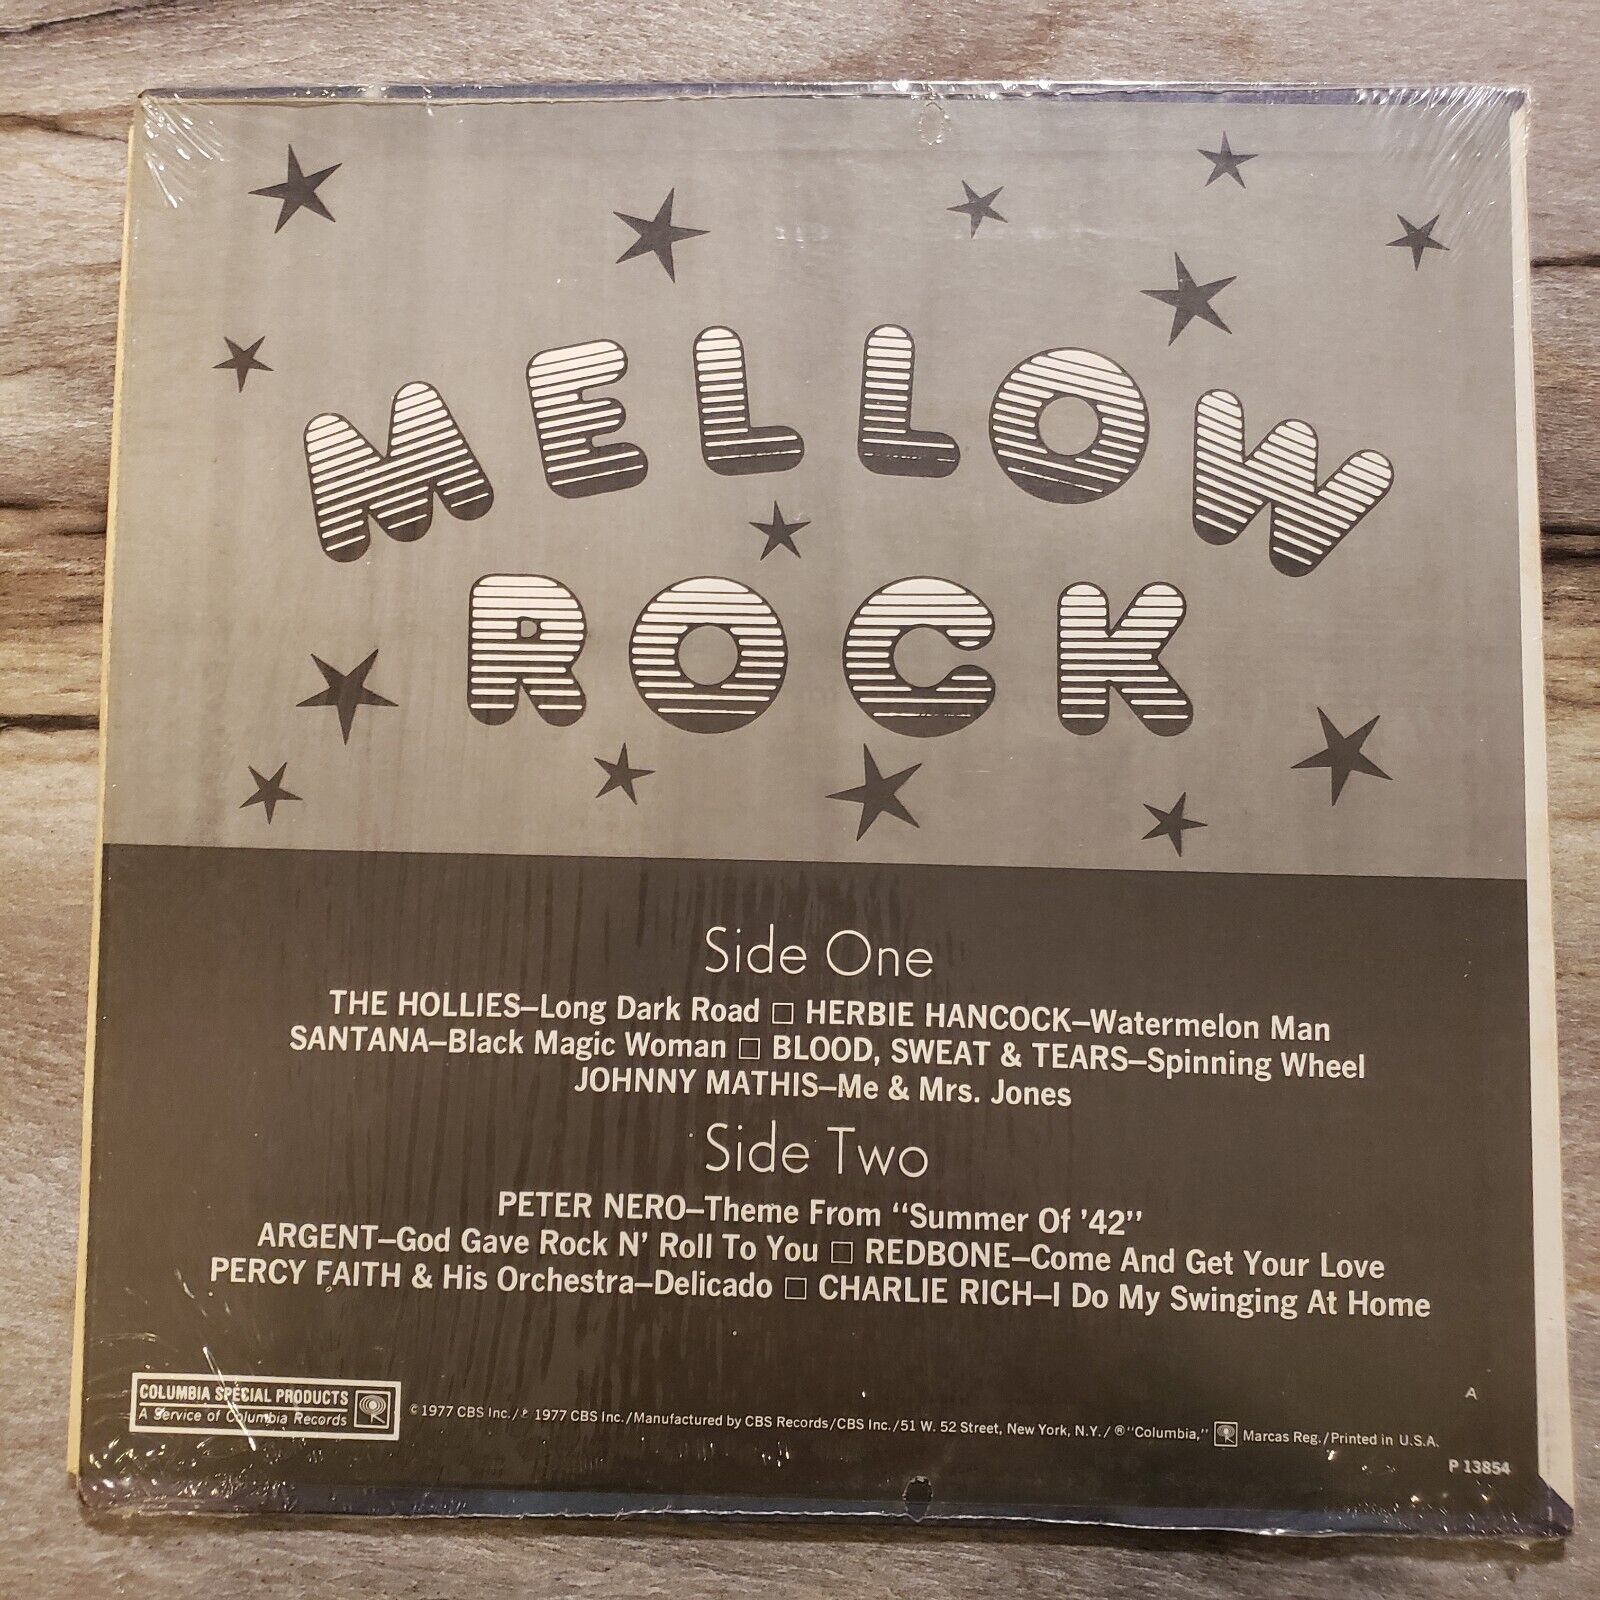 MELLOW
ROCK
Side One
THE HOLLIES–Long Dark Road □ HERBIE HANCOCK–Watermelon Man
SANTANA–Black Magic Woman □ BLOOD, SWEAT & TEARS–Spinning Wheel
JOHNNY MATHIS–Me & Mrs. Jones
Side Two
PETER NERO–Theme From “Summer Of ’42”
ARGENT–God Gave Rock N’ Roll To You □ REDBONE–Come And Get Your Love
PERCY FAITH & His Orchestra–Delicado □ CHARLIE RICH–I Do My Swinging At Home
A
COLUMBIA SPECIAL PRODUCTS
A Service of Columbia Records
© 1977 CBS Inc./℗ 1977 CBS Inc./Manufactured by CBS Records/CBS Inc./51 W. 52 Street, New York, N.Y./ ® “Columbia,” Marcas Reg./Printed in U.S.A.
P 13854